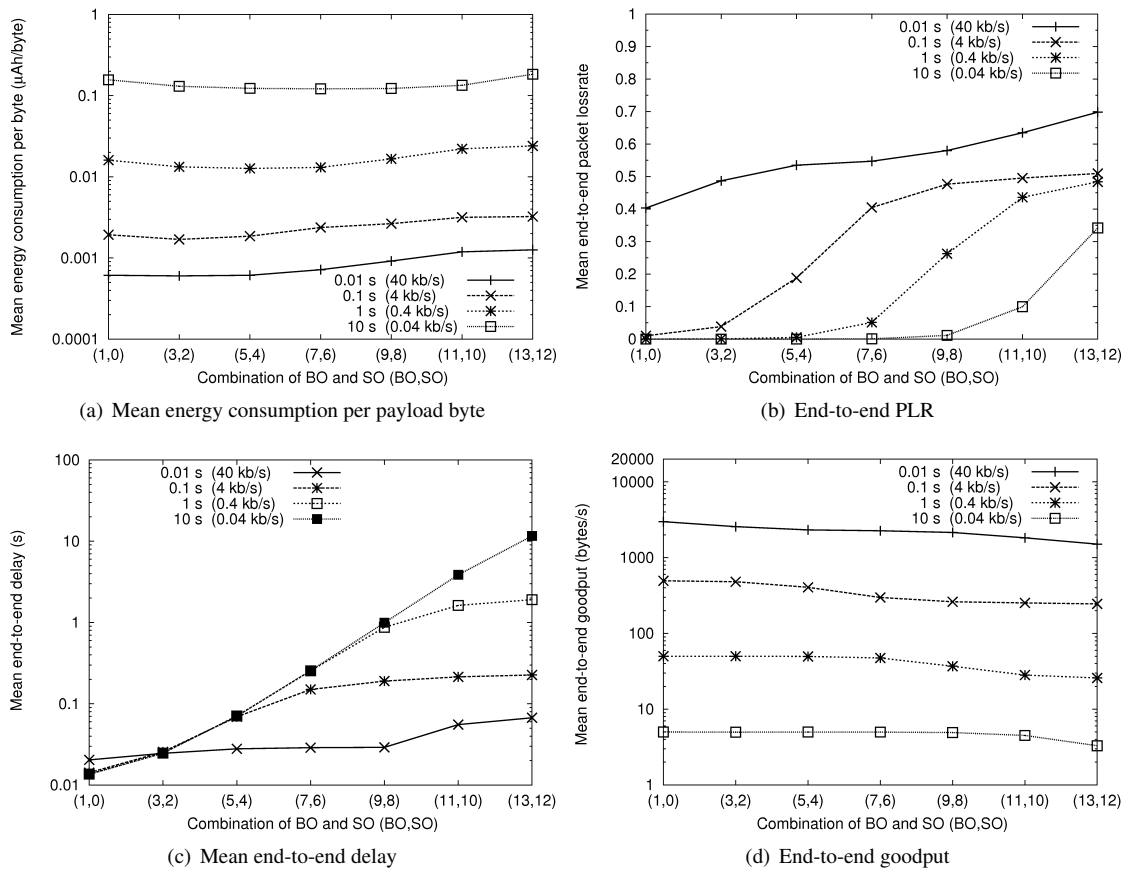 Mean energy consumption per byte (μAh/byte)
1
0.1
0.01
0.001
0.0001
0.01 s (40 kb/s)
0.1 s (4 kb/s)
1 s (0.4 kb/s)
10 s (0.04 kb/s)
(1,0) (3,2) (5,4) (7,6) (9,8) (11,10) (13,12)
Combination of BO and SO (BO,SO)
(a) Mean energy consumption per payload byte
Mean end-to-end packet lossrate
1
0.9
0.8
0.7
0.6
0.5
0.4
0.3
0.2
0.1
0
0.01 s (40 kb/s)
0.1 s (4 kb/s)
1 s (0.4 kb/s)
10 s (0.04 kb/s)
(1,0) (3,2) (5,4) (7,6) (9,8) (11,10) (13,12)
Combination of BO and SO (BO,SO)
(b) End-to-end PLR
Mean end-to-end delay (s)
100
10
1
0.1
0.01
0.01 s (40 kb/s)
0.1 s (4 kb/s)
1 s (0.4 kb/s)
10 s (0.04 kb/s)
(1,0) (3,2) (5,4) (7,6) (9,8) (11,10) (13,12)
Combination of BO and SO (BO,SO)
(c) Mean end-to-end delay
Mean end-to-end goodput (bytes/s)
20000
10000
1000
100
10
1
0.01 s (40 kb/s)
0.1 s (4 kb/s)
1 s (0.4 kb/s)
10 s (0.04 kb/s)
(1,0) (3,2) (5,4) (7,6) (9,8) (11,10) (13,12)
Combination of BO and SO (BO,SO)
(d) End-to-end goodput